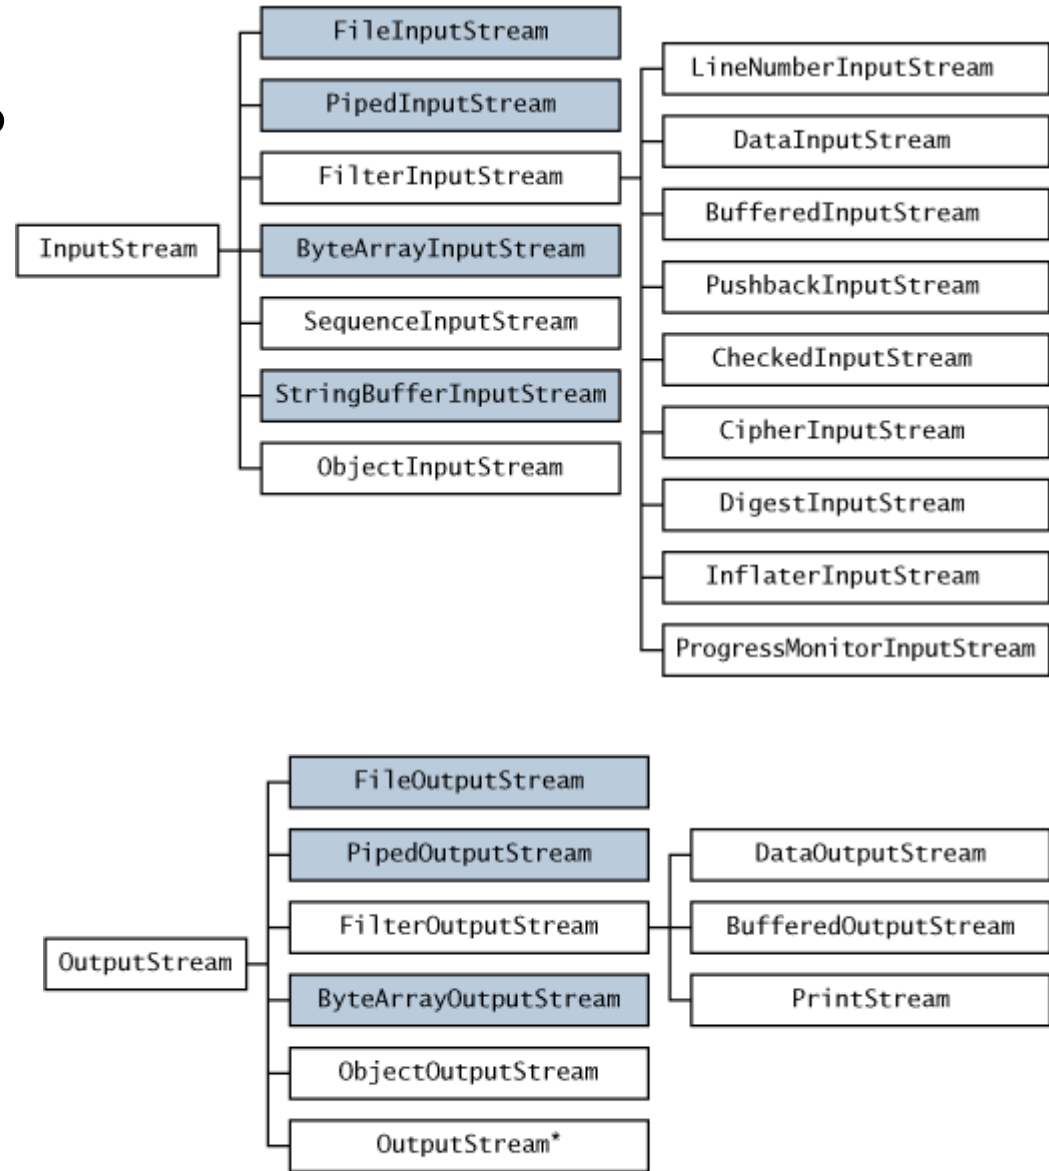 InputStream
FileInputStream
PipedInputStream
FilterInputStream
ByteArrayInputStream
SequenceInputStream
StringBufferInputStream
ObjectInputStream
LineNumberInputStream
DataInputStream
BufferedInputStream
PushbackInputStream
CheckedInputStream
CipherInputStream
DigestInputStream
InflaterInputStream
ProgressMonitorInputStream
OutputStream
FileOutputStream
PipedOutputStream
FilterOutputStream
ByteArrayOutputStream
ObjectOutputStream
OutputStream*
DataOutputStream
BufferedOutputStream
PrintStream